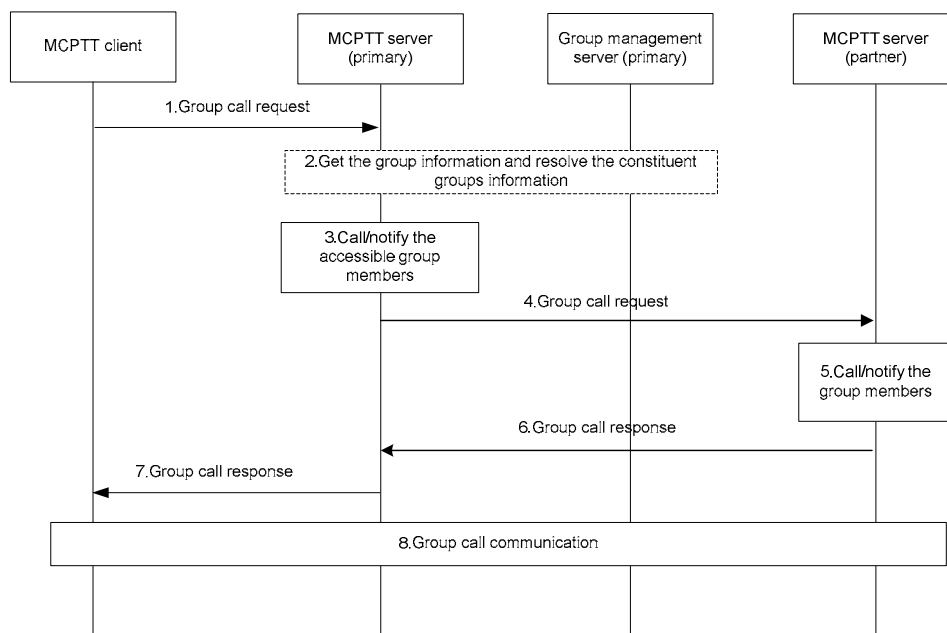 MCPTT client
MCPTT server
(primary)
Group management
server (primary)
MCPTT server
(partner)
1.Group call request
2.Get the group information and resolve the constituent
groups information
3.Call/notify the
accessible group
members
4.Group call request
5.Call/notify the
group members
6.Group call response
7.Group call response
8.Group call communication